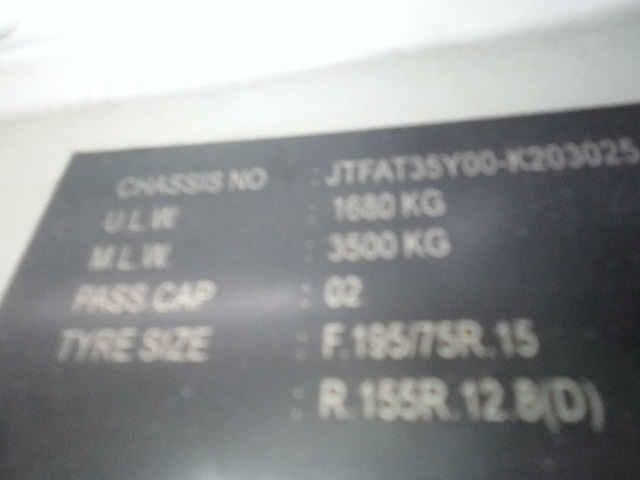 CHASSIS NO : JTFAT35Y00-K203025
U.L.W. : 1680 KG
M.L.W. : 3500 KG
PASS.CAP : 02
TYRE SIZE : F.195/75R.15
: R.155R.12.8(D)